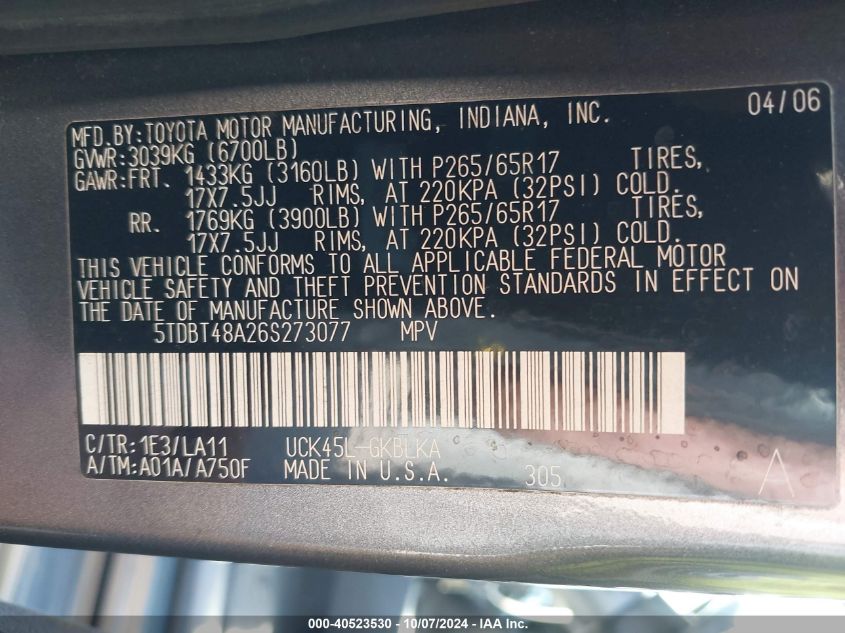 04/06
MFD.BY:TOYOTA MOTOR MANUFACTURING, INDIANA, INC.
GVWR:3039KG (6700LB)
GAWR:FRT. 1433KG (3160LB) WITH P265/65R17 TIRES,
17X7.5JJ RIMS, AT 220KPA (32PSI) COLD.
RR. 1769KG (3900LB) WITH P265/65R17 TIRES,
17X7.5JJ RIMS, AT 220KPA (32PSI) COLD.
THIS VEHICLE CONFORMS TO ALL APPLICABLE FEDERAL MOTOR
VEHICLE SAFETY AND THEFT PREVENTION STANDARDS IN EFFECT ON
THE DATE OF MANUFACTURE SHOWN ABOVE.
5TDBT48A26S273077 MPV
C/TR:1E3/LA11 UCK45L-GKBLKA
A/TM:A01A/A750F MADE IN U.S.A. 305 A
000-40523530 - 10/07/2024 - IAA Inc.